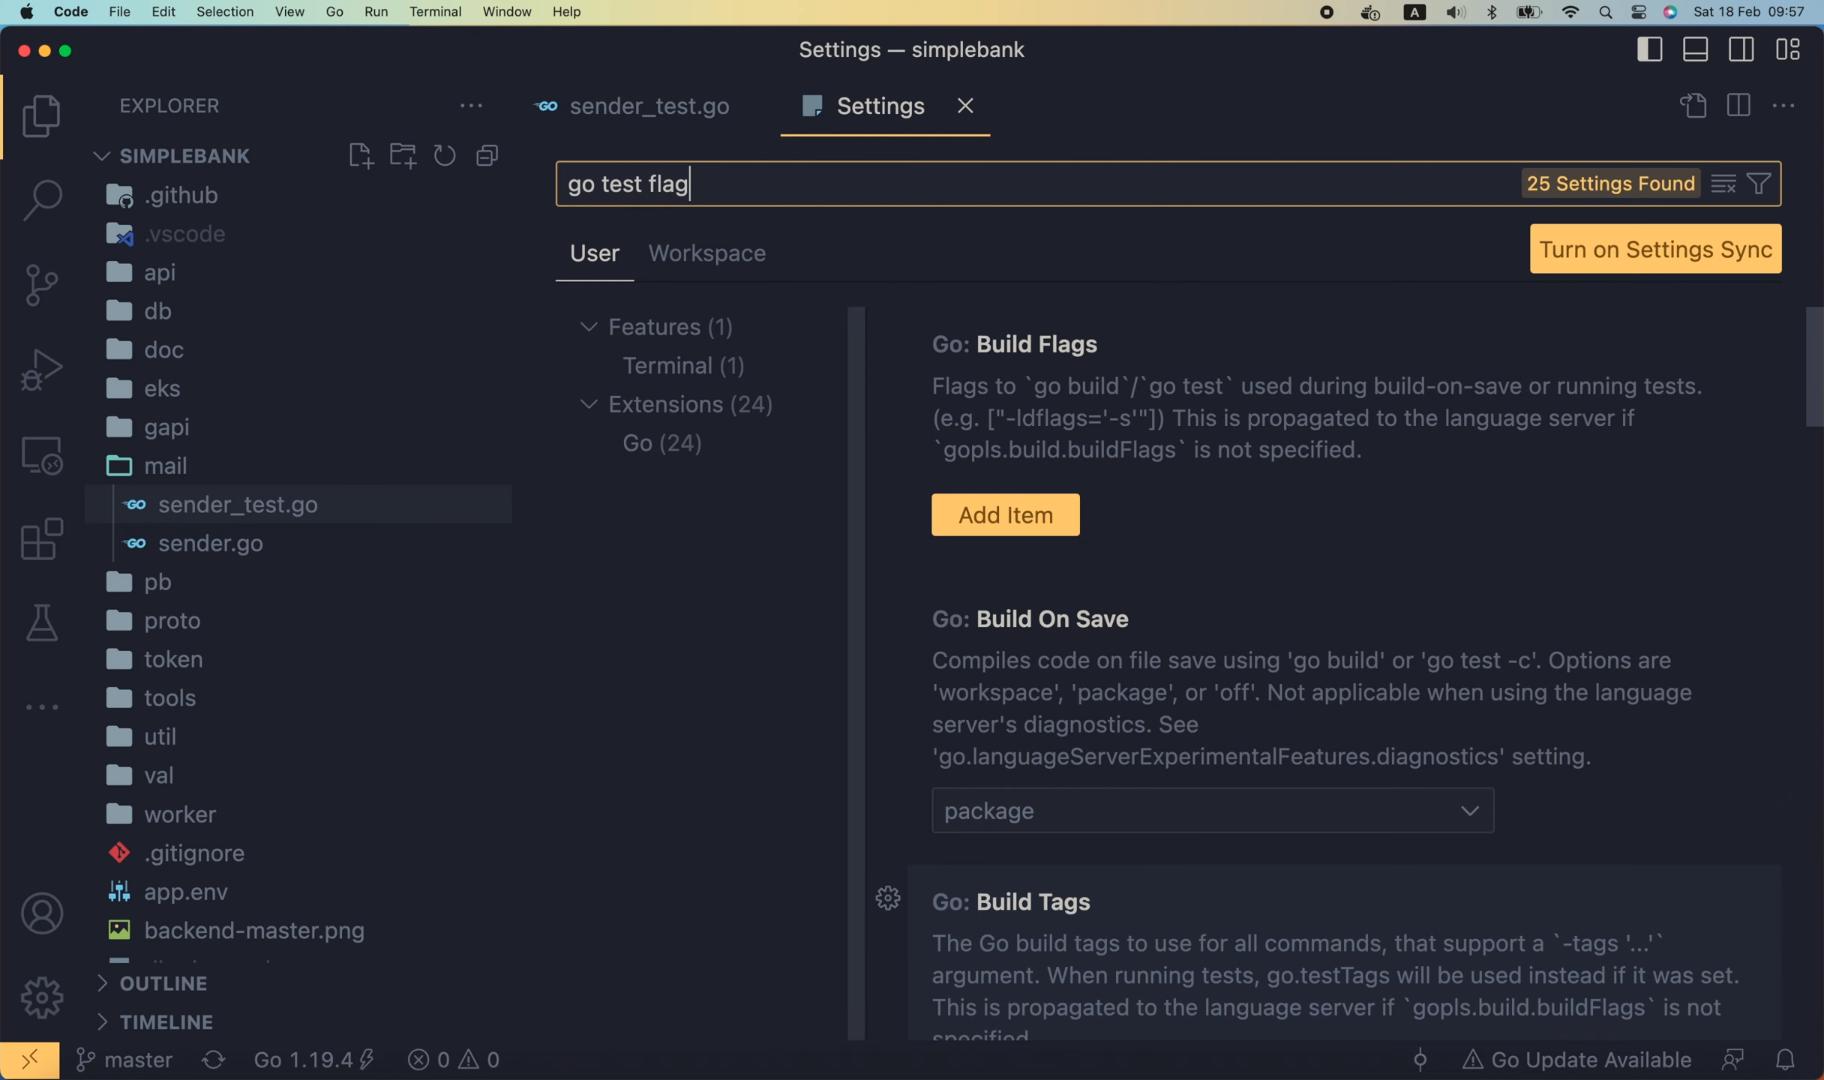 Code File Edit Selection View Go Run Terminal Window Help
A
Sat 18 Feb 09:57
Settings — simplebank
EXPLORER
sender_test.go
Settings
SIMPLEBANK
.github
.vscode
api
db
doc
eks
gapi
mail
GO sender_test.go
GO sender.go
pb
proto
token
tools
util
val
worker
.gitignore
app.env
backend-master.png
OUTLINE
TIMELINE
go test flag
25 Settings Found
User
Workspace
Turn on Settings Sync
Features (1)
Terminal (1)
Extensions (24)
Go (24)
Go: Build Flags
Flags to `go build`/`go test` used during build-on-save or running tests.
(e.g. ["-ldflags='-s'"]) This is propagated to the language server if
`gopls.build.buildFlags` is not specified.
Add Item
Go: Build On Save
Compiles code on file save using 'go build' or 'go test -c'. Options are
'workspace', 'package', or 'off'. Not applicable when using the language
server's diagnostics. See
'go.languageServerExperimentalFeatures.diagnostics' setting.
package
Go: Build Tags
The Go build tags to use for all commands, that support a `-tags '...'`
argument. When running tests, go.testTags will be used instead if it was set.
This is propagated to the language server if `gopls.build.buildFlags` is not
specified.
master
Go 1.19.4
0 0
Go Update Available